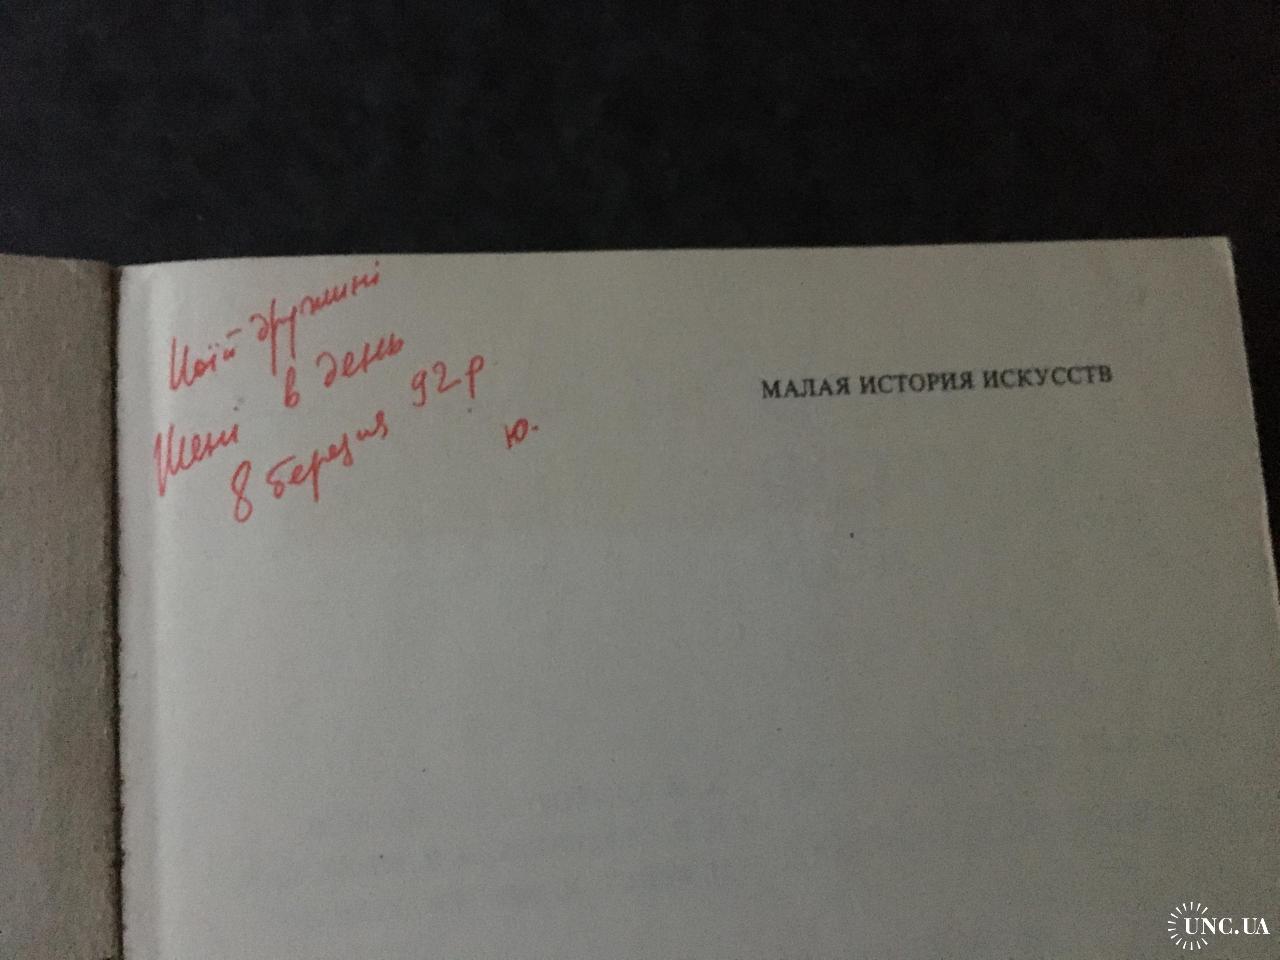 Моїй дружині
Жені в день
8 березня 92 р
Ю.
МАЛАЯ ИСТОРИЯ ИСКУССТВ
UNC.UA